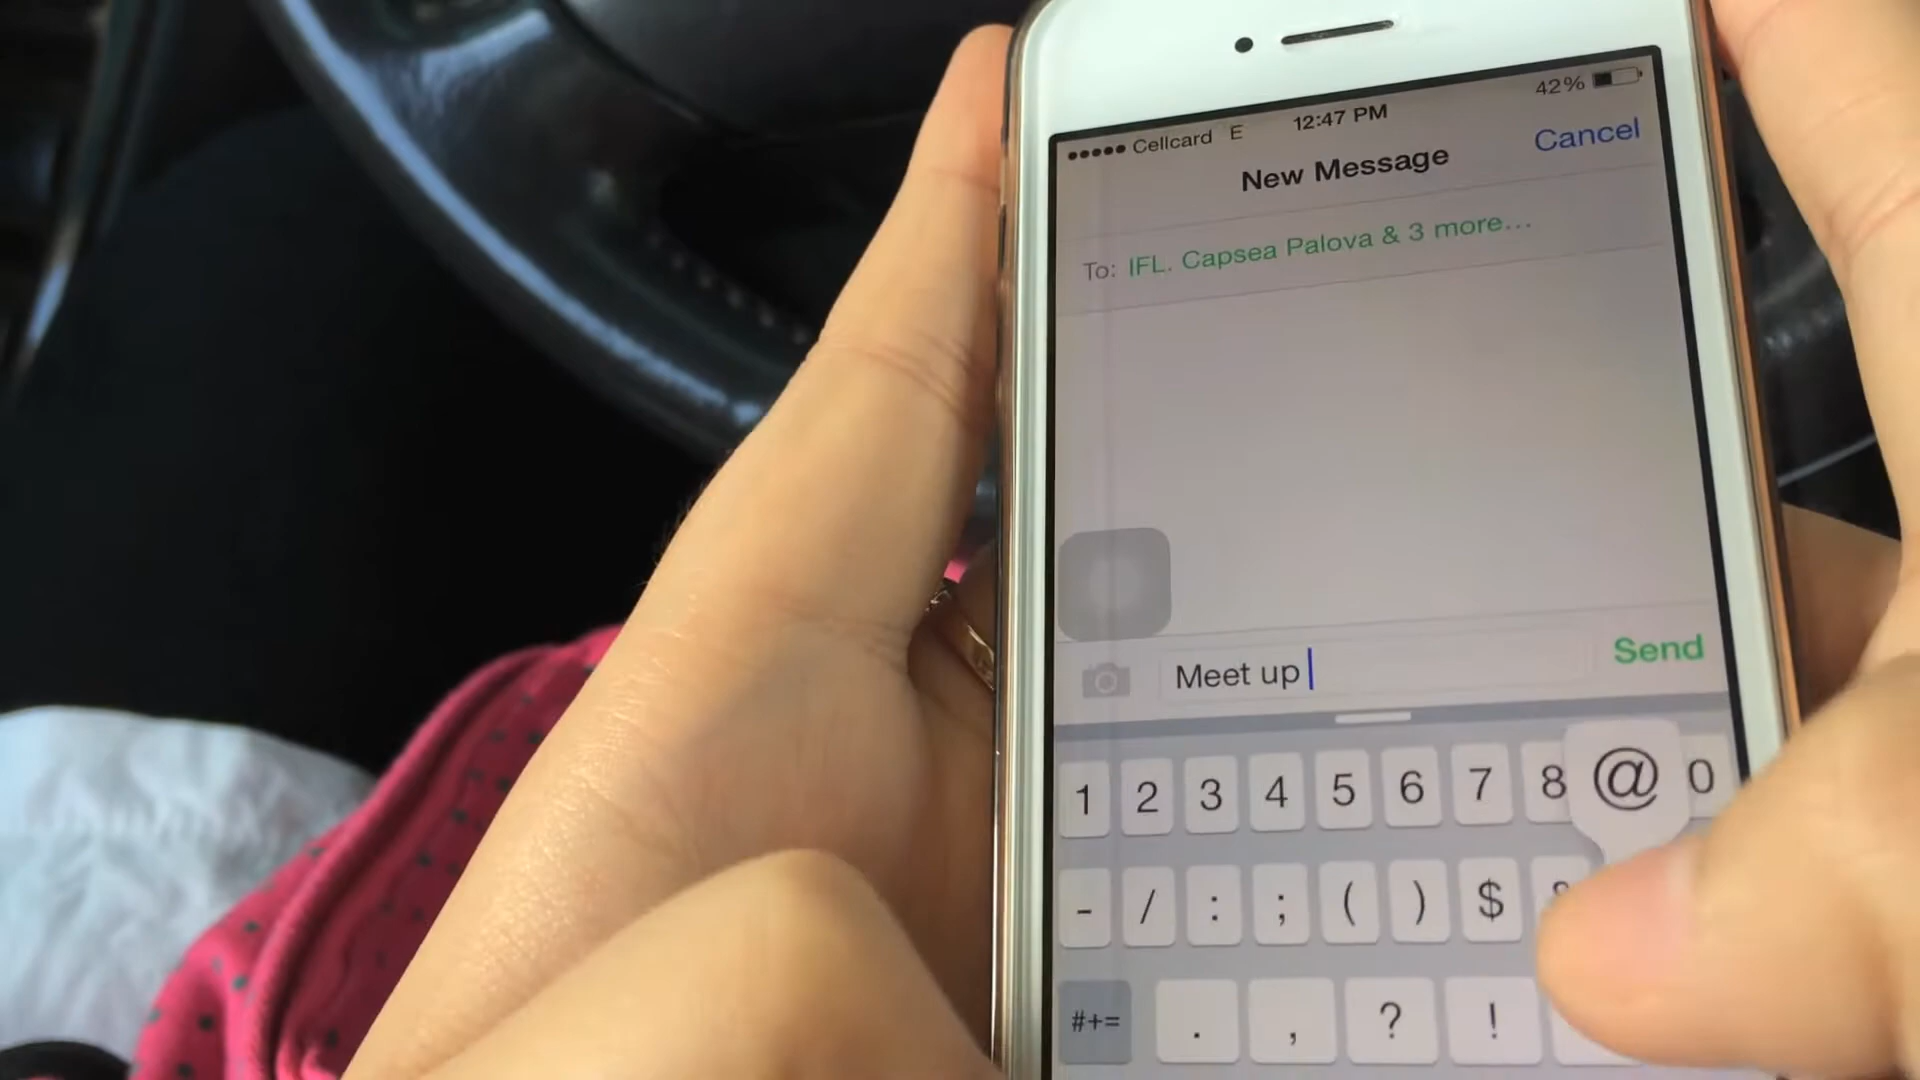 Cellcard E 12:47 PM 42%
New Message Cancel
To: IFL. Capsea Palova & 3 more...
Meet up Send
1 2 3 4 5 6 7 8 @ 0
- / : ; ( ) $
#+= . , ? !